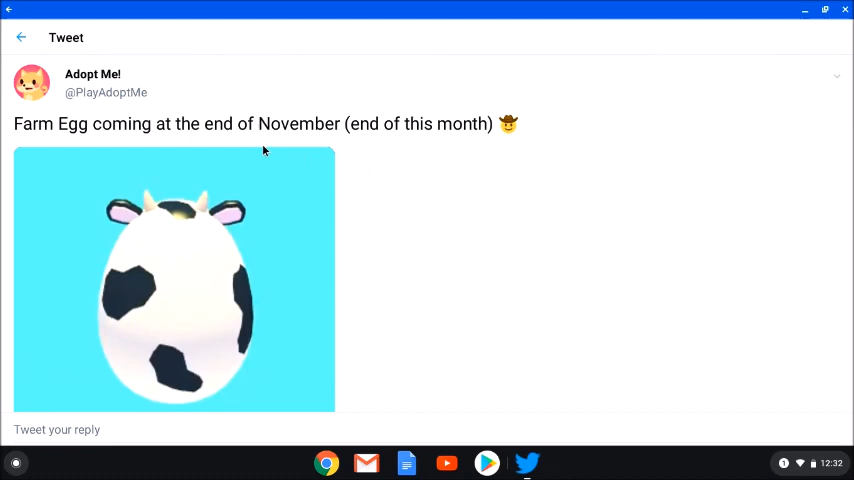 Tweet
Adopt Me!
@PlayAdoptMe
Farm Egg coming at the end of November (end of this month) 🤠
Tweet your reply
1 12:32